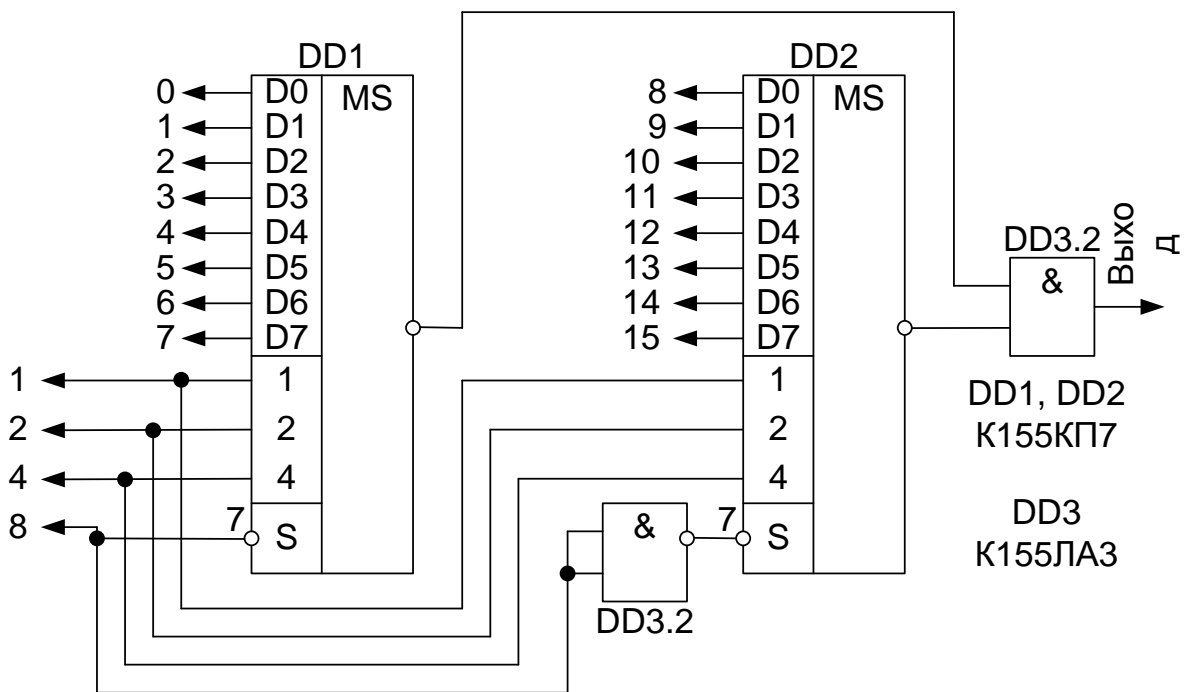 DD1
DD2
0 D0 MS
1 D1
2 D2
3 D3
4 D4
5 D5
6 D6
7 D7
1 1
2 2
4 4
8 7 S
8 D0 MS
9 D1
10 D2
11 D3
12 D4
13 D5
14 D6
15 D7
1
2
4
7 S
&
DD3.2
DD3.2
&
Выхо
д
DD1, DD2
К155КП7
DD3
К155ЛА3